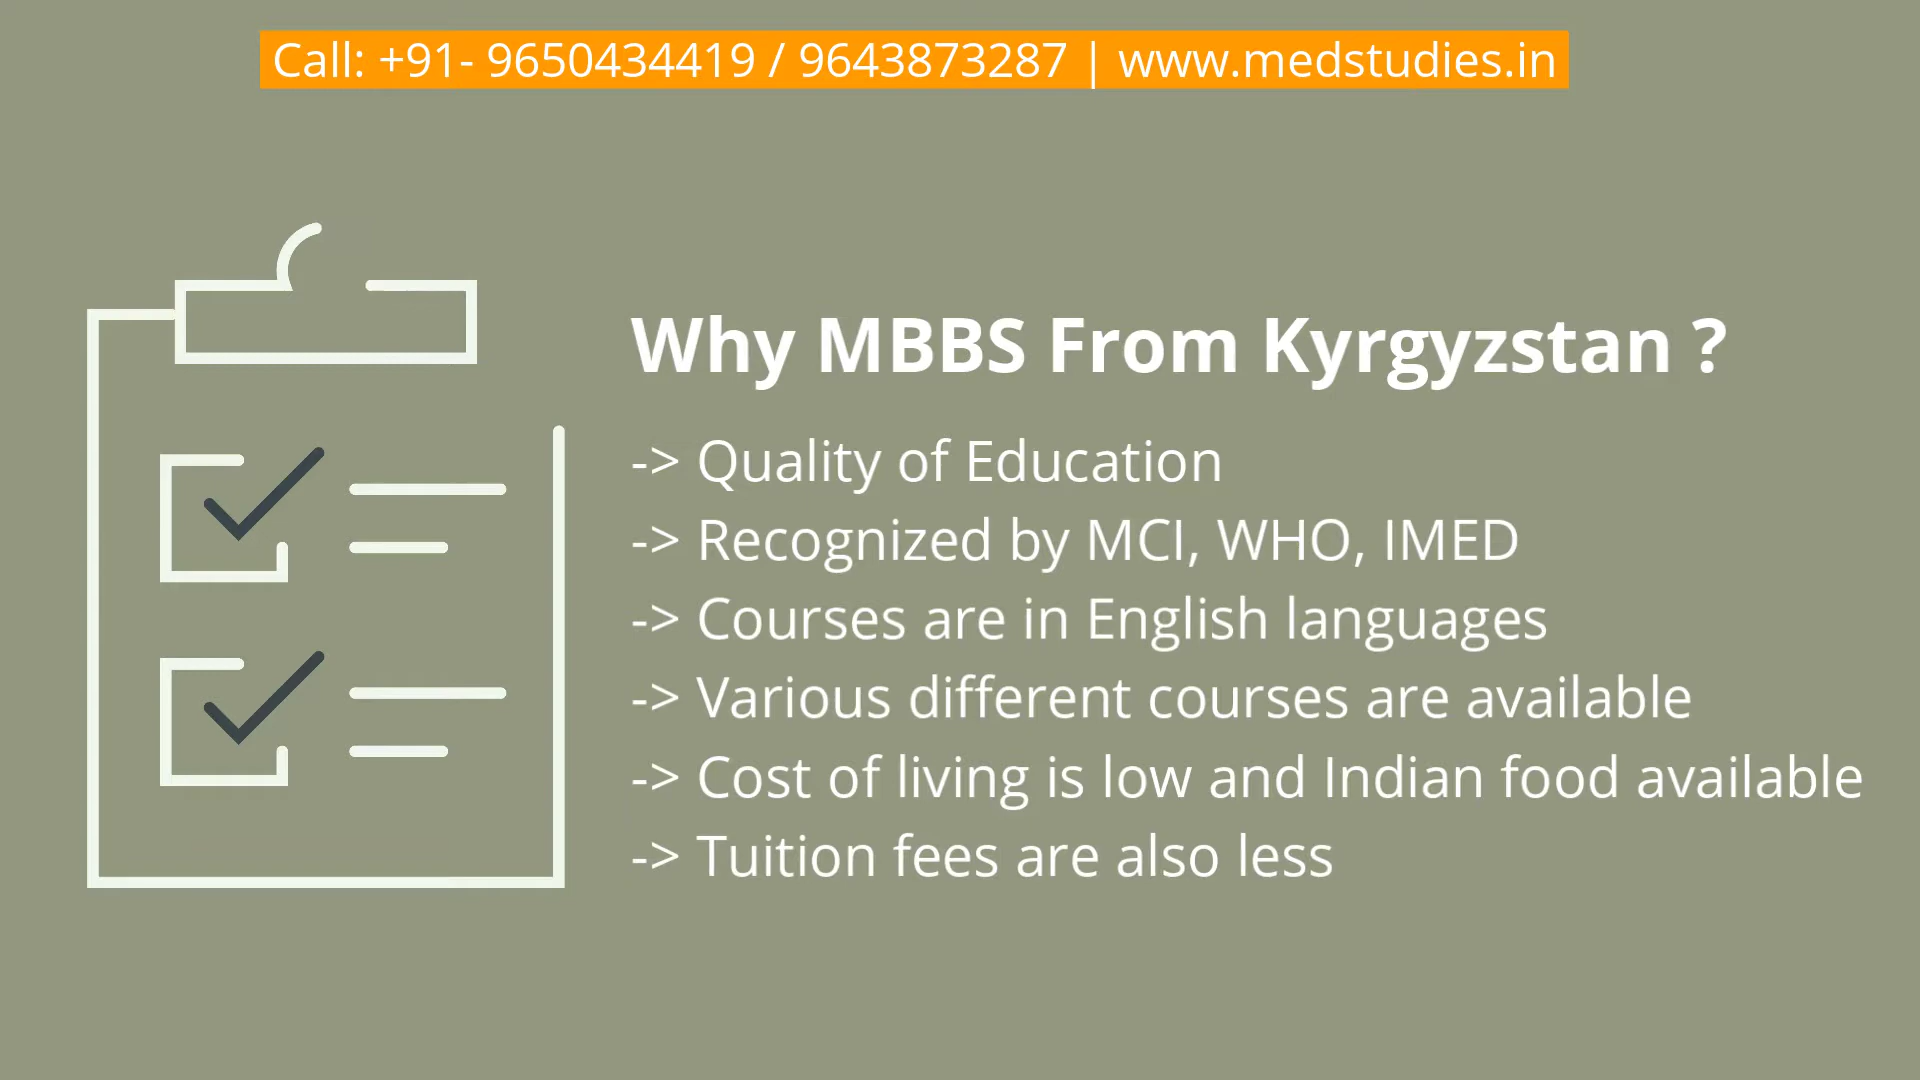 Call: +91- 9650434419 / 9643873287 | www.medstudies.in
Why MBBS From Kyrgyzstan ?
-> Quality of Education
-> Recognized by MCI, WHO, IMED
-> Courses are in English languages
-> Various different courses are available
-> Cost of living is low and Indian food available
-> Tuition fees are also less